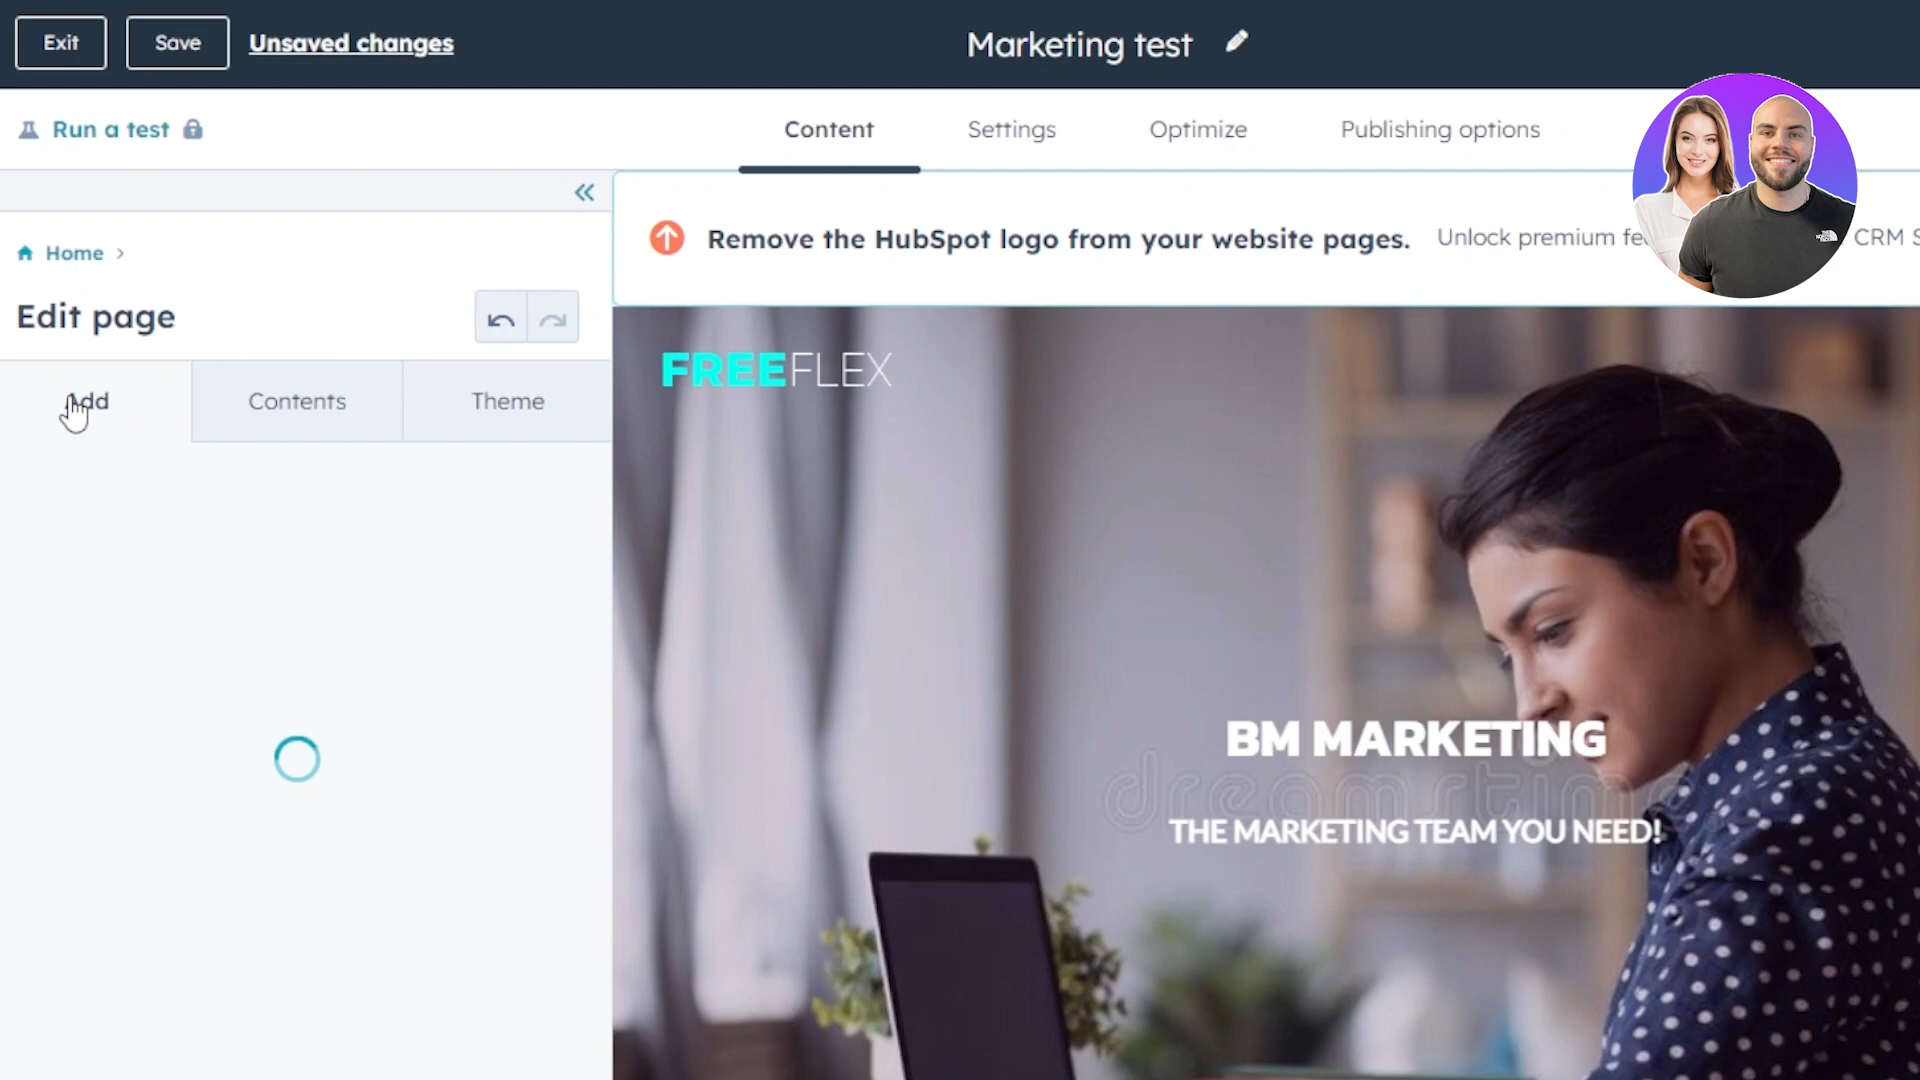 Exit
Save
Unsaved changes
Marketing test
Run a test
Content
Settings
Optimize
Publishing options
Home
Remove the HubSpot logo from your website pages.
Unlock premium fe
CRM S
Edit page
FREEFLEX
Add
Contents
Theme
BM MARKETING
dreamstim
THE MARKETING TEAM YOU NEED!